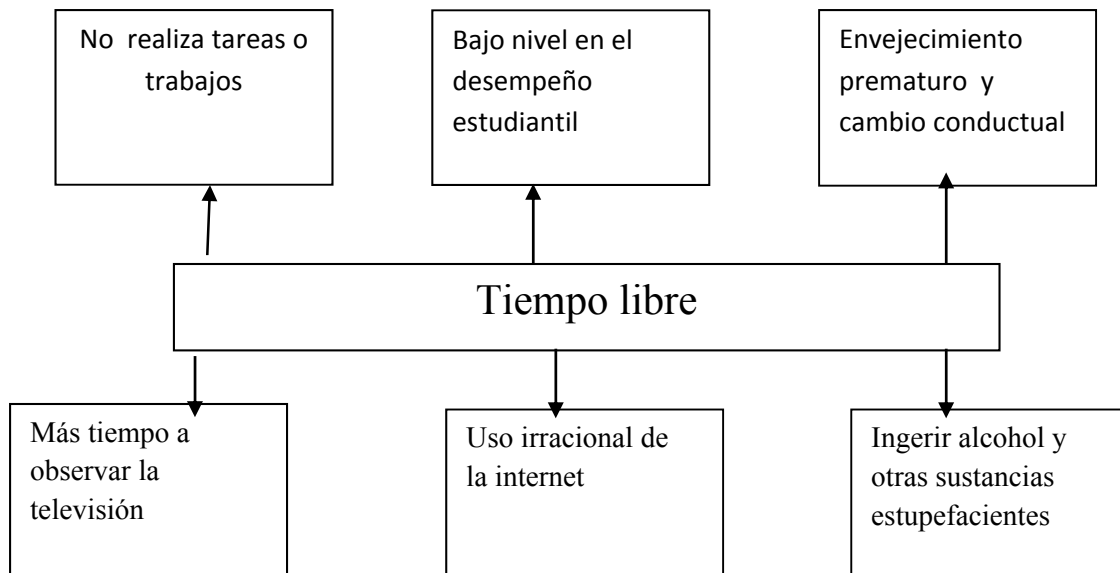 No realiza tareas o
trabajos
Bajo nivel en el
desempeño
estudiantil
Envejecimiento
prematuro y
cambio conductual
Tiempo libre
Más tiempo a
observar la
televisión
Uso irracional de
la internet
Ingerir alcohol y
otras sustancias
estupefacientes